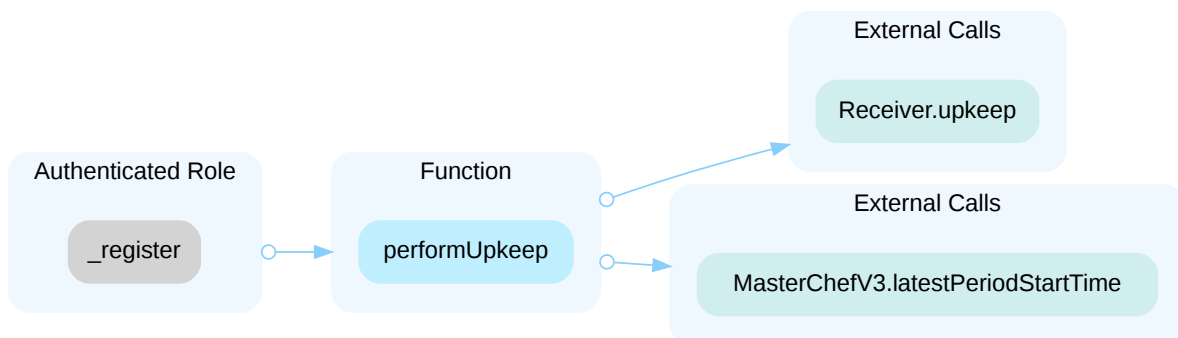 Authenticated Role
_register
Function
performUpkeep
External Calls
Receiver.upkeep
External Calls
MasterChefV3.latestPeriodStartTime